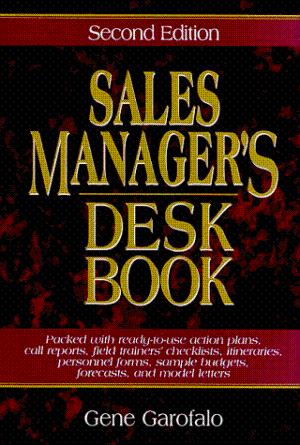 Second Edition
SALES
MANAGER'S
DESK
BOOK
Packed with ready-to-use action plans,
call reports, field trainers' checklists, itineraries,
personnel forms, sample budgets,
forecasts, and model letters
Gene Garofalo